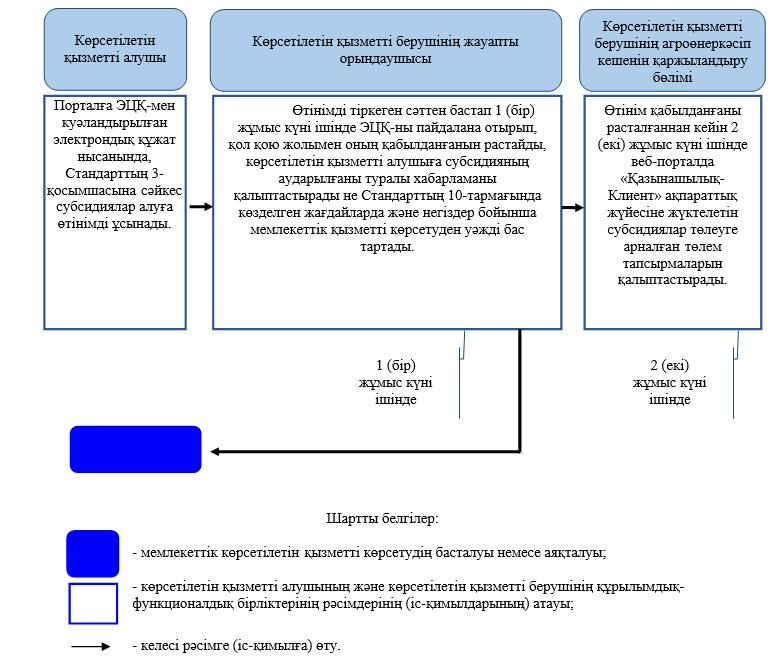 Көрсетілетін
қызметті алушы
Көрсетілетін қызметті берушінің жауапты
орындаушысы
Көрсетілетін қызметті
берушінің агроөнеркәсіп
кешенін қаржыландыру
бөлімі
Порталға ЭЦҚ-мен
куәландырылған
электрондық құжат
нысанында,
Стандарттың 3-
қосымшасына сәйкес
субсидиялар алуға
өтінімді ұсынады.
Өтінімді тіркеген сәттен бастап 1 (бір)
жұмыс күні ішінде ЭЦҚ-ны пайдалана отырып,
қол қою жолымен оның қабылданғанын растайды,
көрсетілетін қызметті алушыға субсидияның
аударылғаны туралы хабарламаны
қалыптастырады не Стандарттың 10-тармағында
көзделген жағдайларда және негіздер бойынша
мемлекеттік қызметті көрсетуден уәжді бас
тартады.
Өтінім қабылданғаны
расталғаннан кейін 2
(екі) жұмыс күні ішінде
веб-порталда
«Қазынашылық-
Клиент» ақпараттық
жүйесіне жүктелетін
субсидиялар төлеуге
арналған төлем
тапсырмаларын
қалыптастырады.
1 (бір)
жұмыс күні
ішінде
2 (екі)
жұмыс күні
ішінде
Шартты белгілер:
- мемлекеттік көрсетілетін қызметті көрсетудің басталуы немесе аяқталуы;
- көрсетілетін қызметті алушының және көрсетілетін қызметті берушінің құрылымдық-
функционалдық бірліктерінің рәсімдерінің (іс-қимылдарының) атауы;
- келесі рәсімге (іс-қимылға) өту.